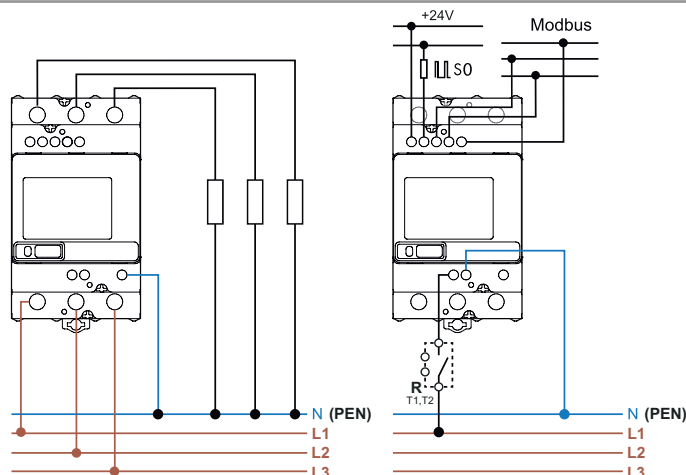 +24V
Modbus
S0
R
T1,T2
N (PEN)
L1
L2
L3
N (PEN)
L1
L2
L3